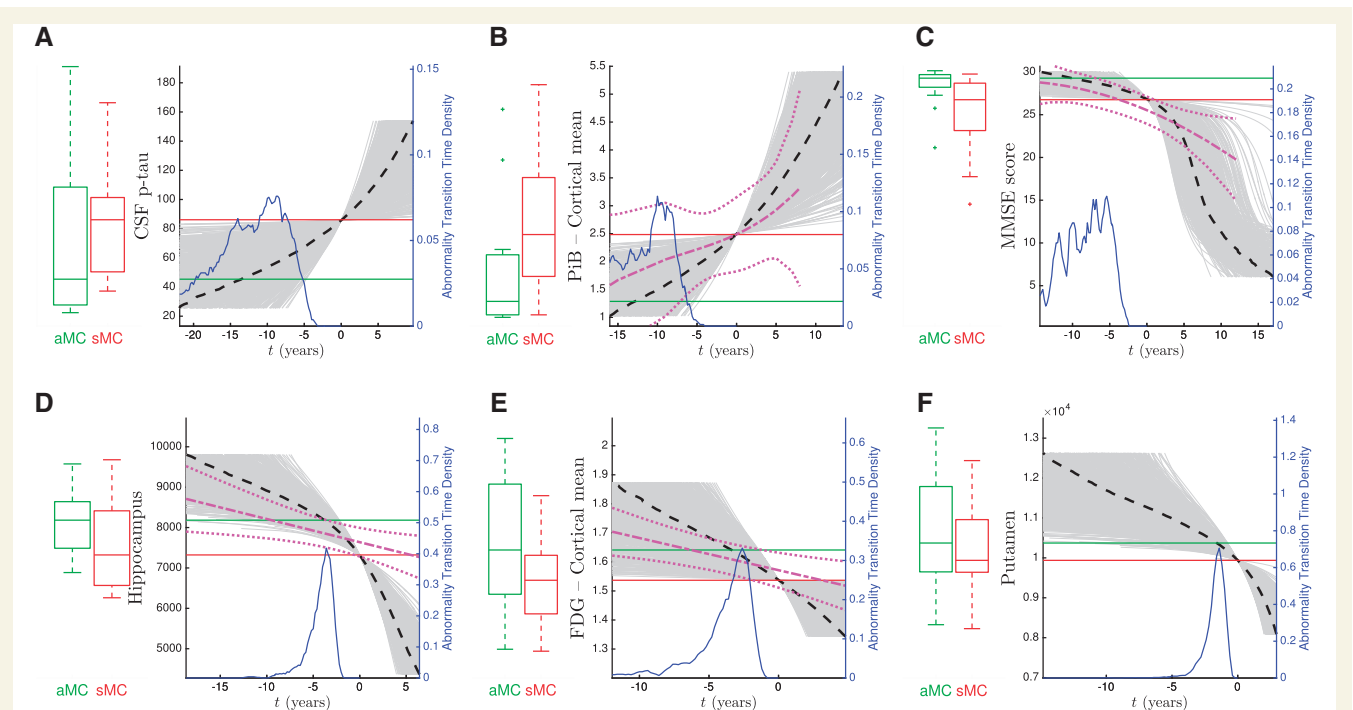 A
B
C
CSF p-tau
180
160
140
120
100
80
60
40
20
-20 -15 -10 -5 0 5
t (years)
0.15
0.1
0.05
0
Abnormality Transition Time Density
aMC sMC
PiB – Cortical mean
5.5
5
4.5
4
3.5
3
2.5
2
1.5
1
-15 -10 -5 0 5 10
t (years)
0.2
0.15
0.1
0.05
0
Abnormality Transition Time Density
aMC sMC
MMSE score
30
25
20
15
10
5
-10 -5 0 5 10 15
t (years)
0.2
0.18
0.16
0.14
0.12
0.1
0.08
0.06
0.04
0.02
0
Abnormality Transition Time Density
aMC sMC
D
E
F
Hippocampus
10000
9000
8000
7000
6000
5000
-15 -10 -5 0 5
t (years)
0.8
0.7
0.6
0.5
0.4
0.3
0.2
0.1
0
Abnormality Transition Time Density
aMC sMC
FDG – Cortical mean
2
1.9
1.8
1.7
1.6
1.5
1.4
1.3
-10 -5 0
t (years)
0.6
0.5
0.4
0.3
0.2
0.1
0
Abnormality Transition Time Density
aMC sMC
Putamen
×10⁴
1.3
1.2
1.1
1
0.9
0.8
0.7
-10 -5 0
t (years)
1.4
1.2
1
0.8
0.6
0.4
0.2
0
Abnormality Transition Time Density
aMC sMC